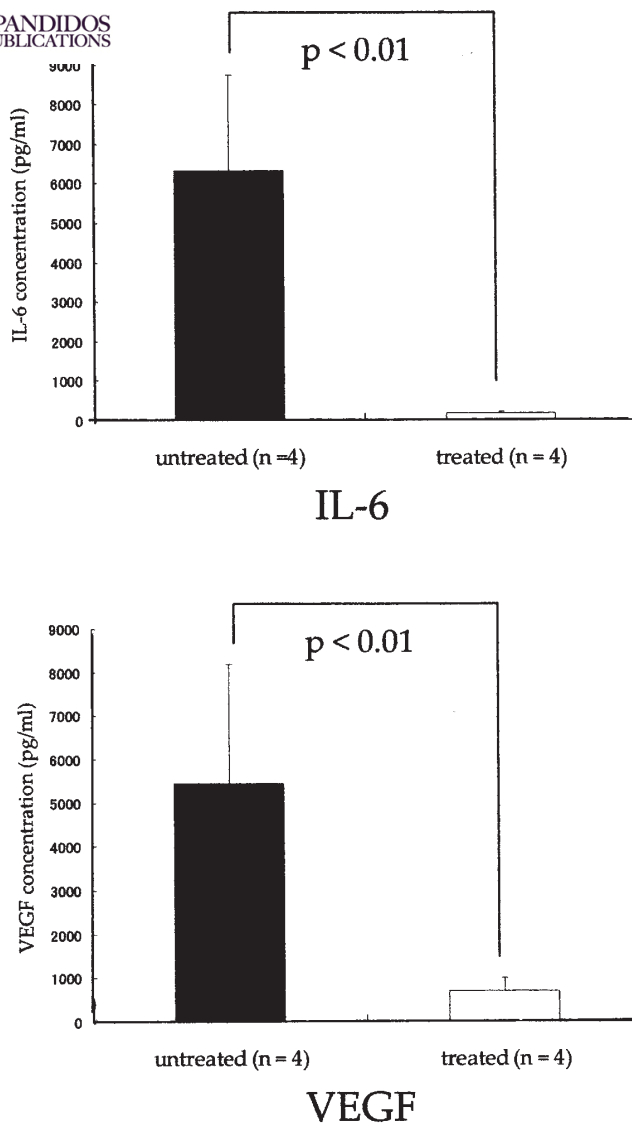 PANDIDOS
UBLICATIONS
p < 0.01
9000
8000
7000
6000
5000
4000
3000
2000
1000
0
IL-6 concentration (pg/ml)
untreated (n =4)
treated (n = 4)
IL-6
p < 0.01
9000
8000
7000
6000
5000
4000
3000
2000
1000
0
VEGF concentration (pg/ml)
untreated (n = 4)
treated (n = 4)
VEGF